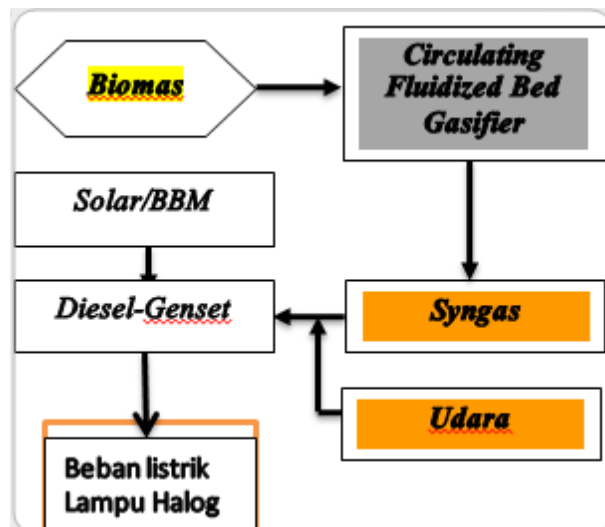 Biomas
Circulating
Fluidized Bed
Gasifier
Solar/BBM
Diesel-Genset
Syngas
Udara
Beban listrik
Lampu Halog